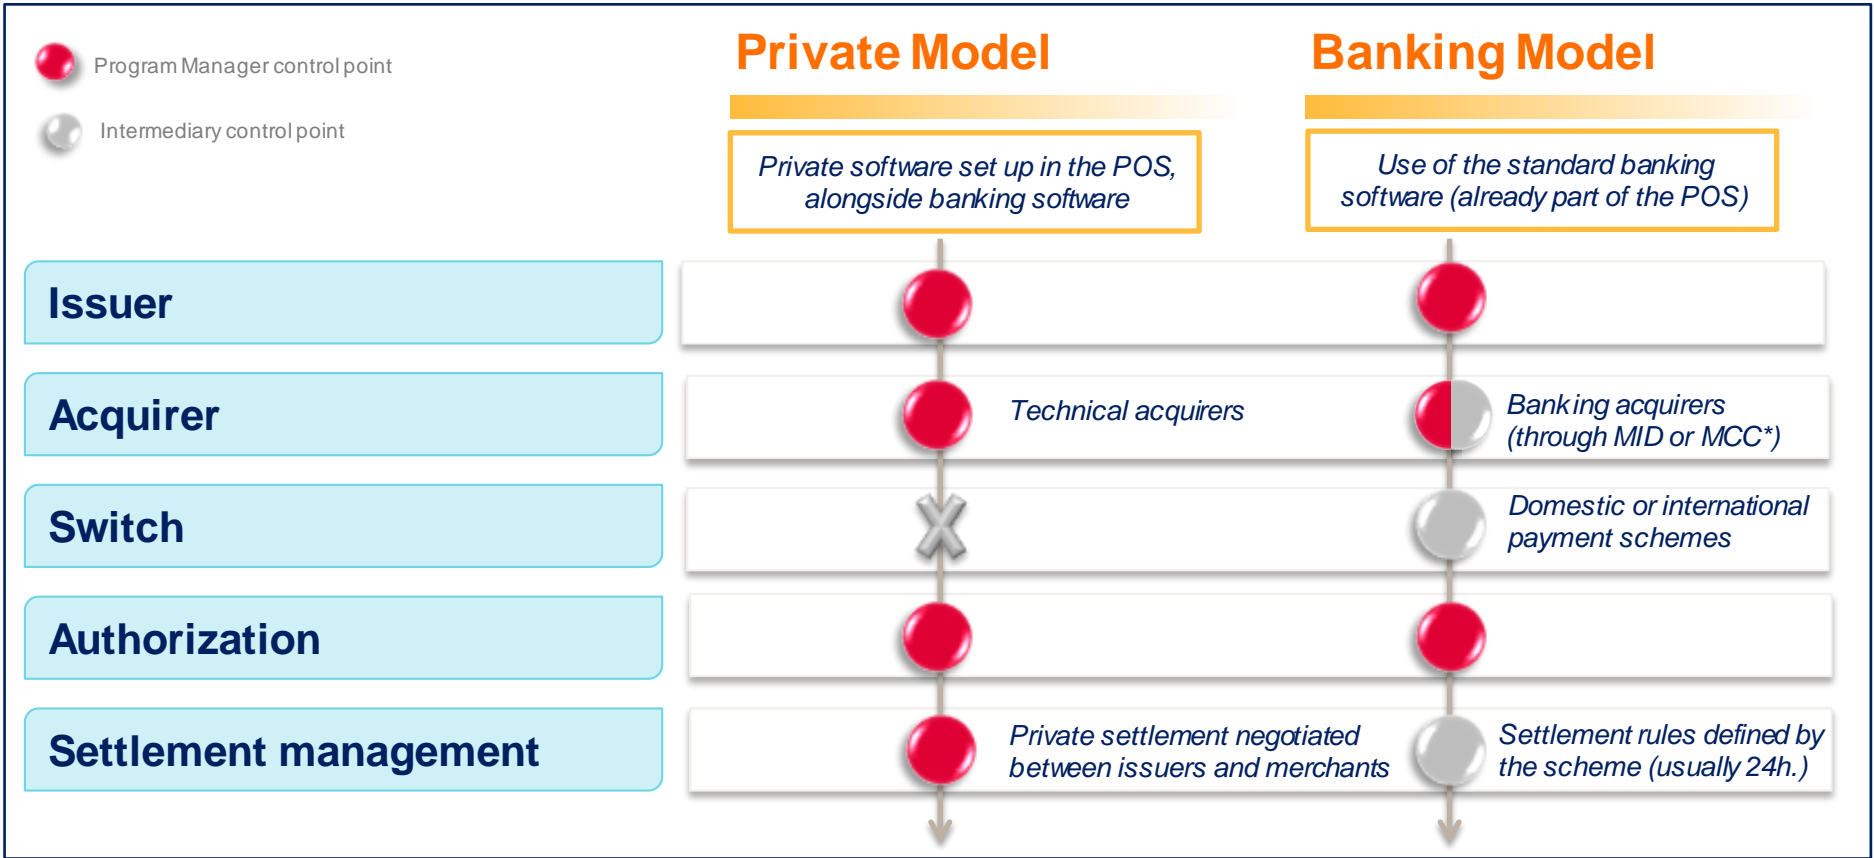 Private Model
Banking Model
Program Manager control point
Intermediary control point
Private software set up in the POS,
alongside banking software
Use of the standard banking
software (already part of the POS)
Issuer
Acquirer
Technical acquirers
Banking acquirers
(through MID or MCC*)
Switch
X
Domestic or international
payment schemes
Authorization
Settlement management
Private settlement negotiated
between issuers and merchants
Settlement rules defined by
the scheme (usually 24h.)